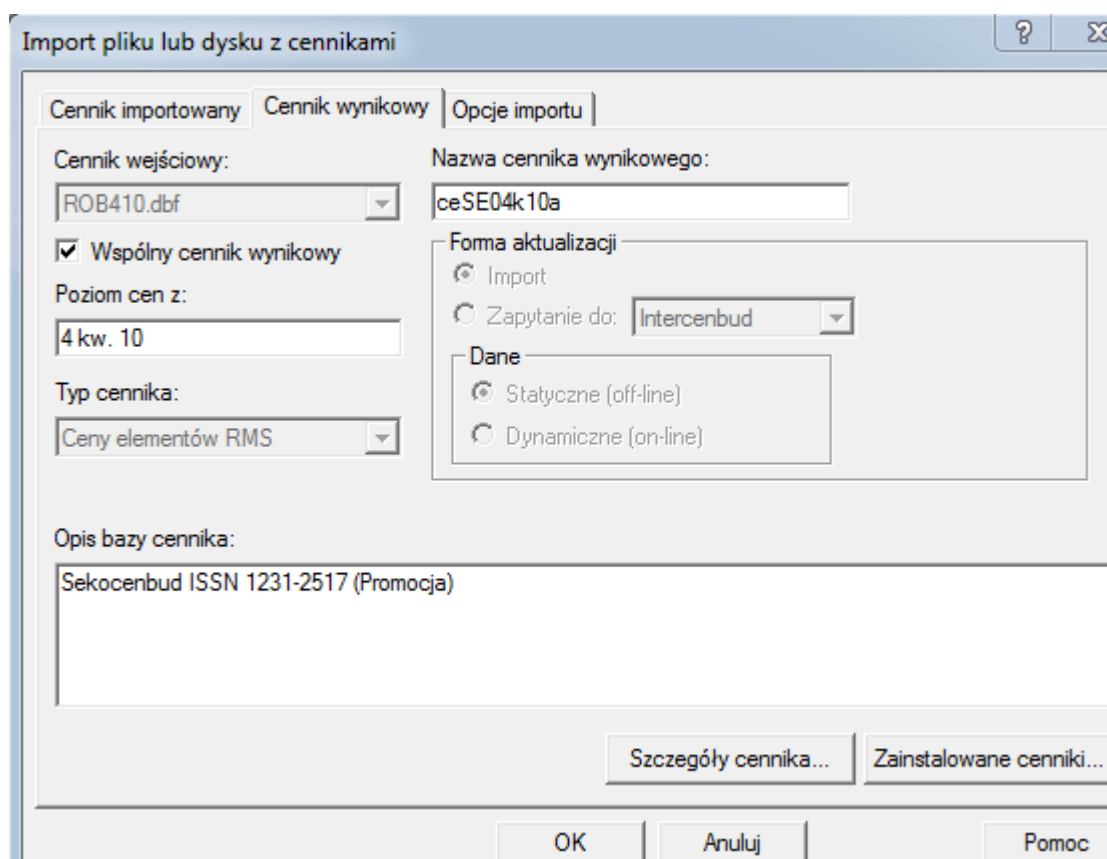 Import pliku lub dysku z cennikami
Cennik importowany
Cennik wynikowy
Opcje importu
Cennik wejściowy:
ROB410.dbf
Wspólny cennik wynikowy
Poziom cen z:
4 kw. 10
Typ cennika:
Ceny elementów RMS
Nazwa cennika wynikowego:
ceSE04k10a
Forma aktualizacji
Import
Zapytanie do: Intercenbud
Dane
Statyczne (off-line)
Dynamiczne (on-line)
Opis bazy cennika:
Sekocenbud ISSN 1231-2517 (Promocja)
Szczegóły cennika...
Zainstalowane cenniki...
OK
Anuluj
Pomoc